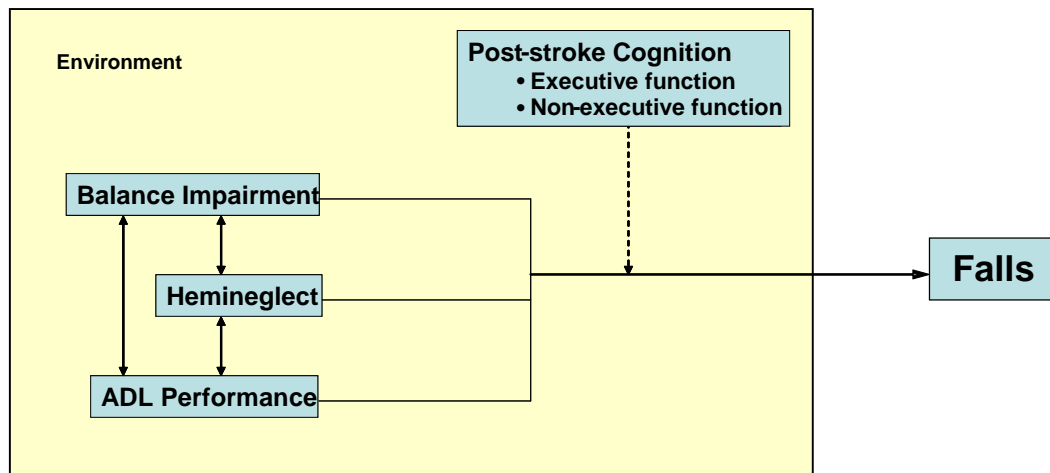 Environment
Post-stroke Cognition
• Executive function
• Non-executive function
Balance Impairment
Hemineglect
ADL Performance
Falls